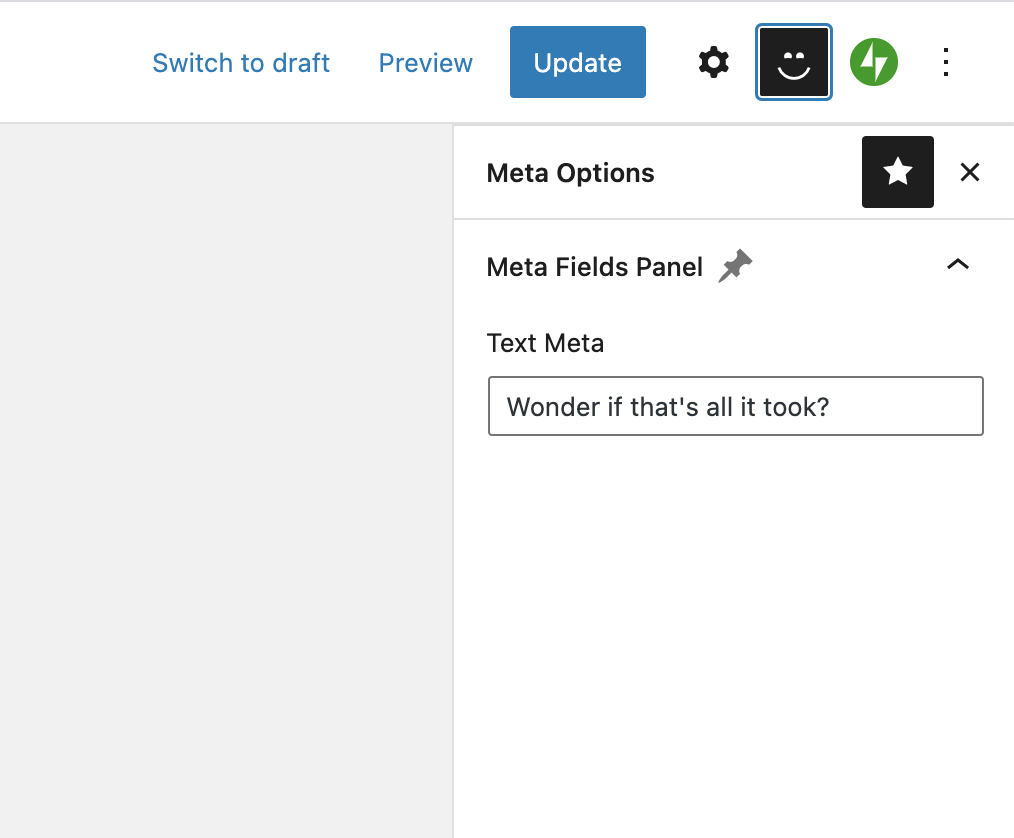 Switch to draft Preview Update
Meta Options
Meta Fields Panel
Text Meta
Wonder if that's all it took?